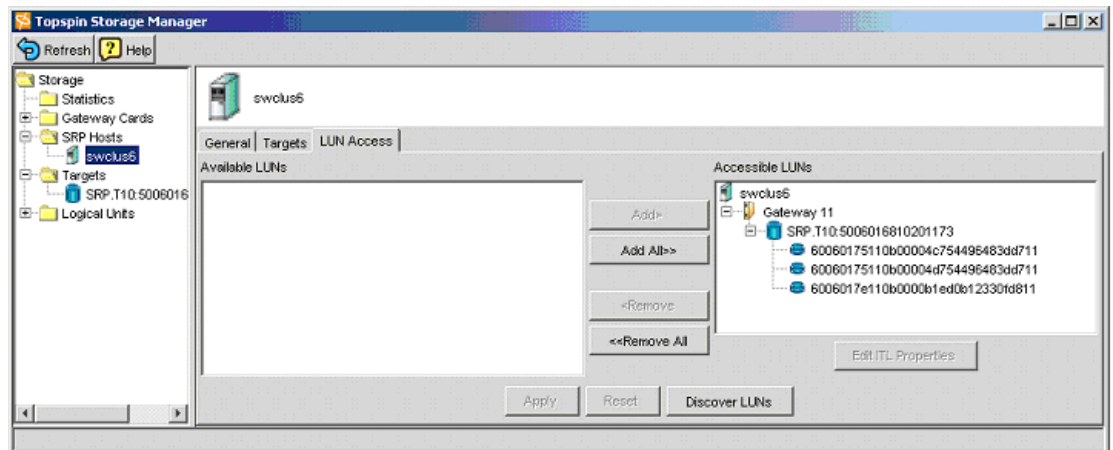 Topspin Storage Manager
Refresh Help
Storage
Statistics
Gateway Cards
SRP Hosts
swclus6
Targets
SRP.T10:5006016
Logical Units
swclus6
General Targets LUN Access
Available LUNs
Add>
Add All>>
<Remove
<<Remove All
Accessible LUNs
swclus6
Gateway 11
SRP.T10:5006016810201173
60060175110b00004c754496483dd711
60060175110b00004d754496483dd711
6006017e110b0000b1ed0b12330fd811
Edit ITL Properties
Apply Reset Discover LUNs